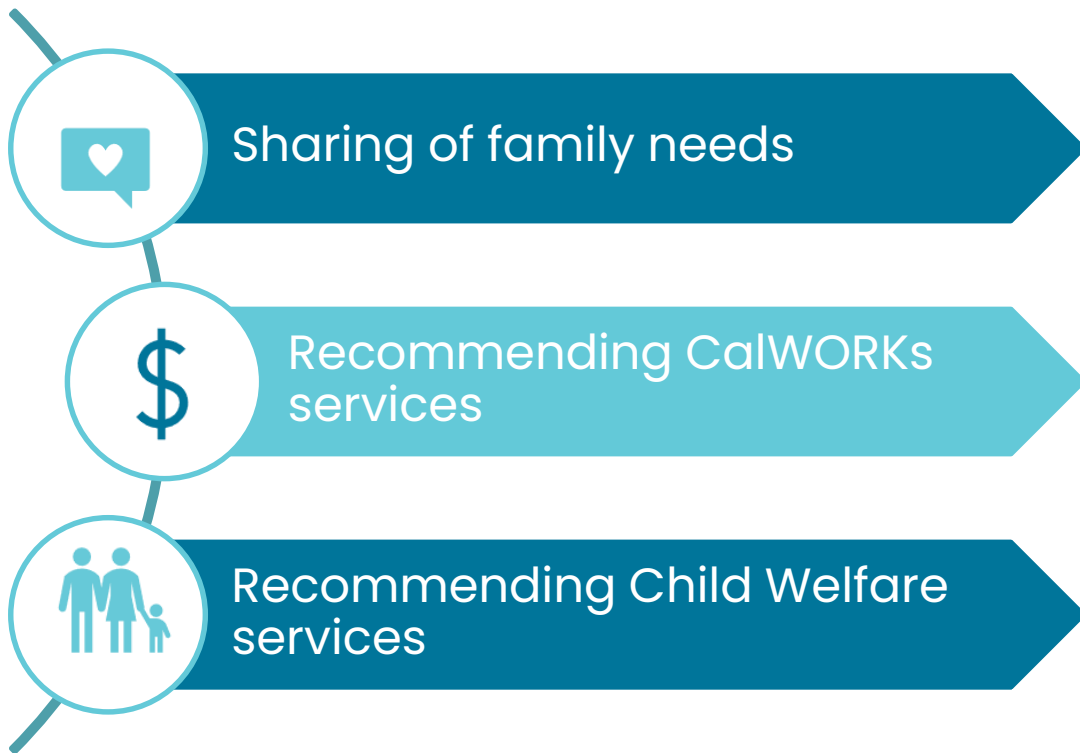 Sharing of family needs
Recommending CalWORKs
services
Recommending Child Welfare
services